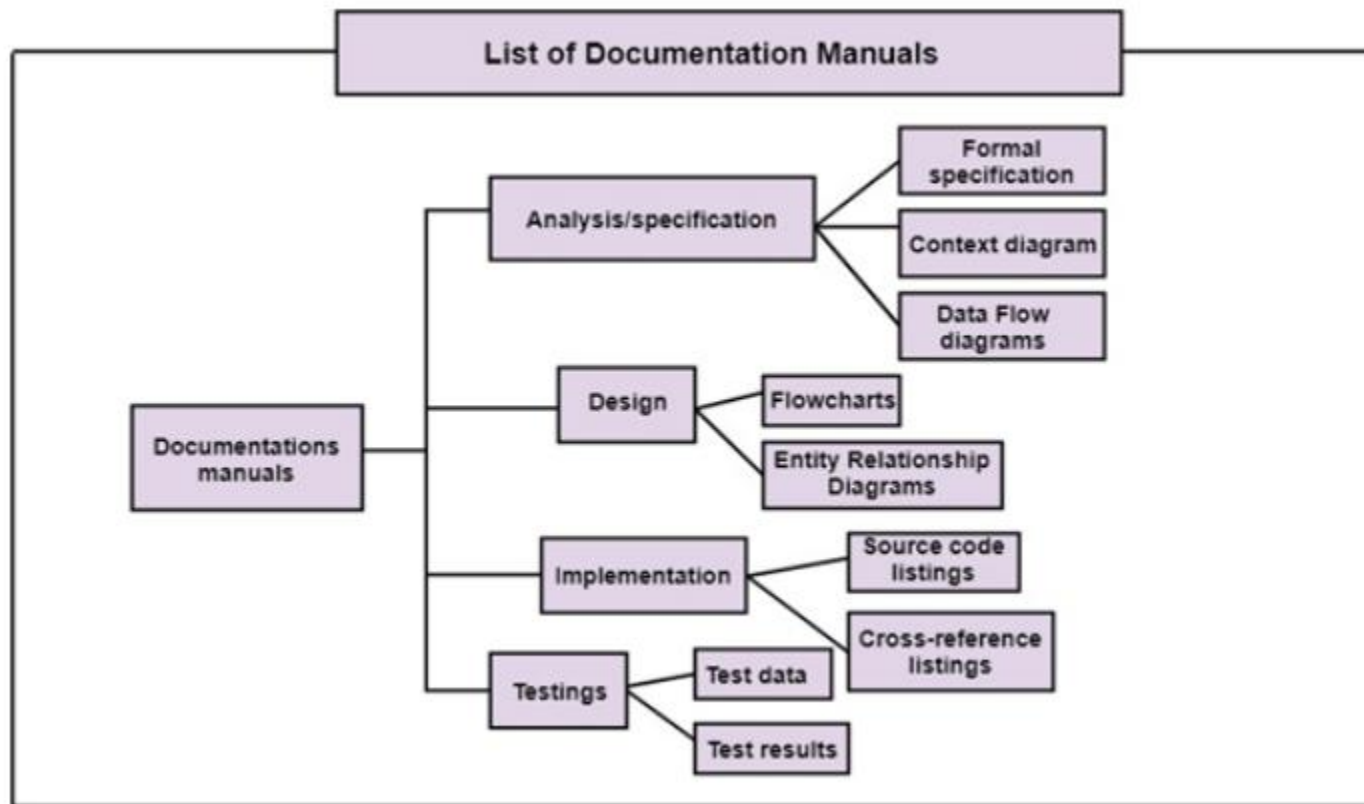 List of Documentation Manuals
Formal
specification
Analysis/specification
Context diagram
Data Flow
diagrams
Design
Flowcharts
Documentations
manuals
Entity Relationship
Diagrams
Implementation
Source code
listings
Cross-reference
listings
Testings
Test data
Test results